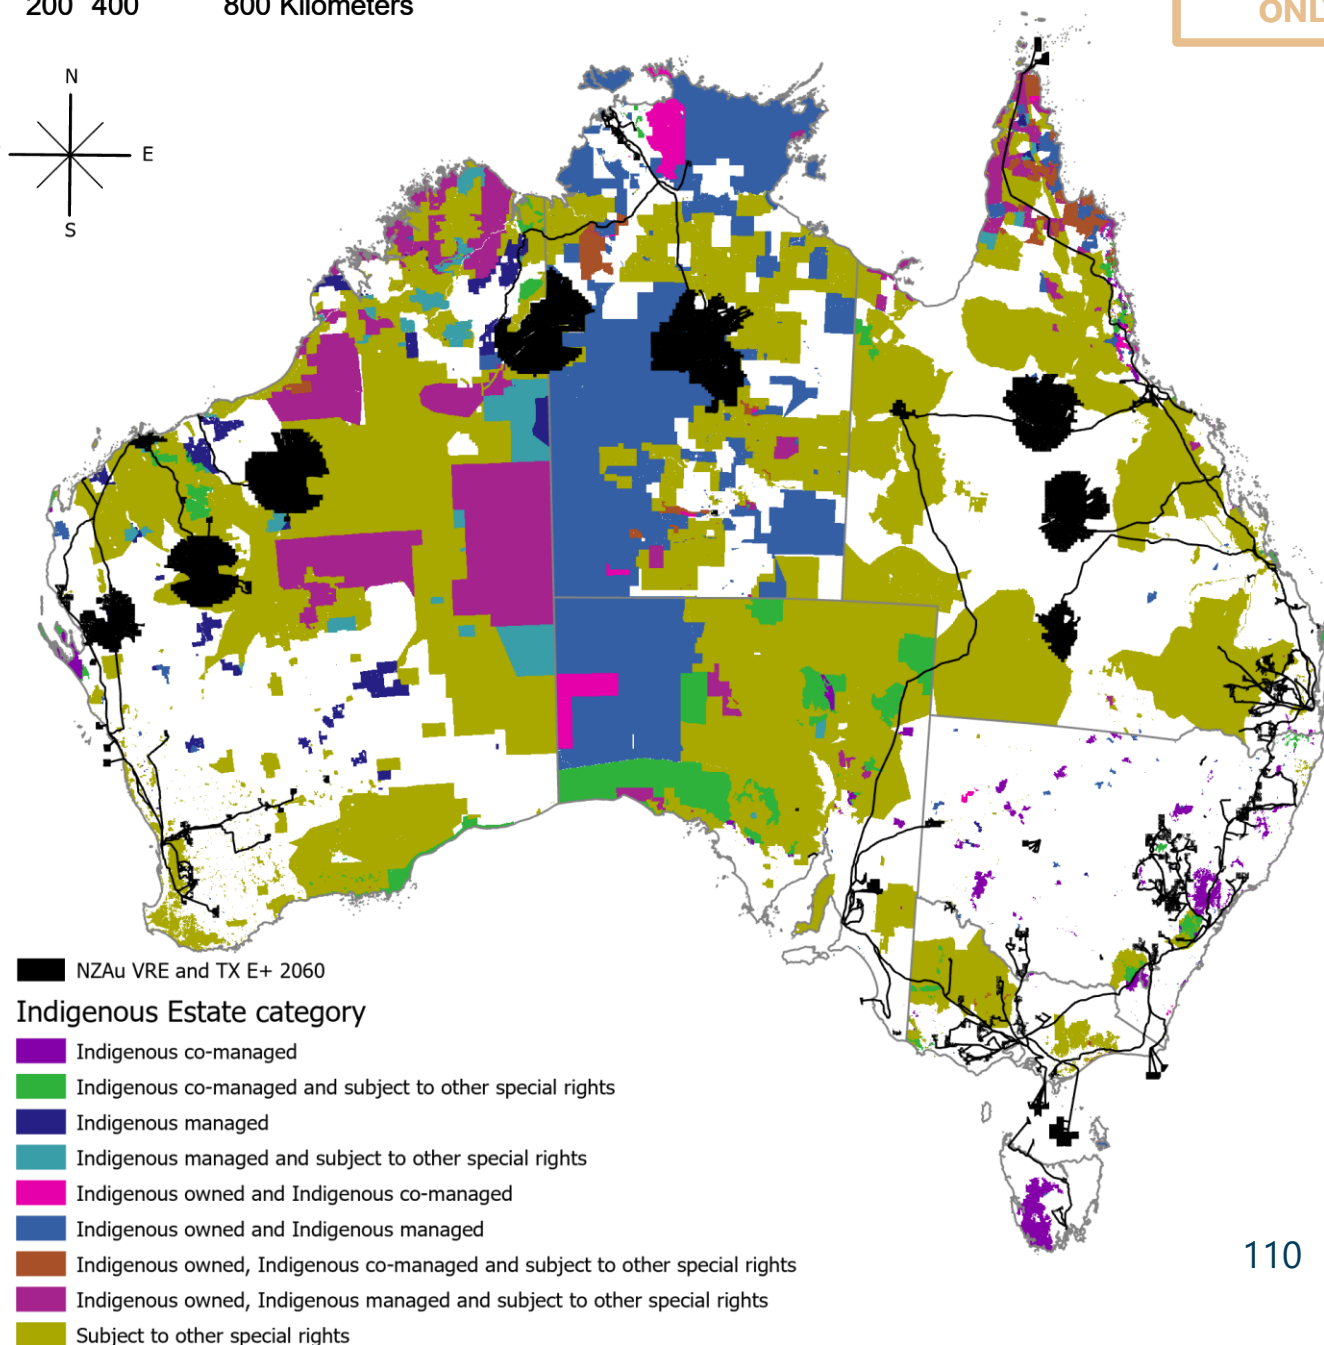 200 400 800 Kilometers
N
E
S
NZAu VRE and TX E+ 2060
Indigenous Estate category
Indigenous co-managed
Indigenous co-managed and subject to other special rights
Indigenous managed
Indigenous managed and subject to other special rights
Indigenous owned and Indigenous co-managed
Indigenous owned and Indigenous managed
Indigenous owned, Indigenous co-managed and subject to other special rights
Indigenous owned, Indigenous managed and subject to other special rights
Subject to other special rights
110